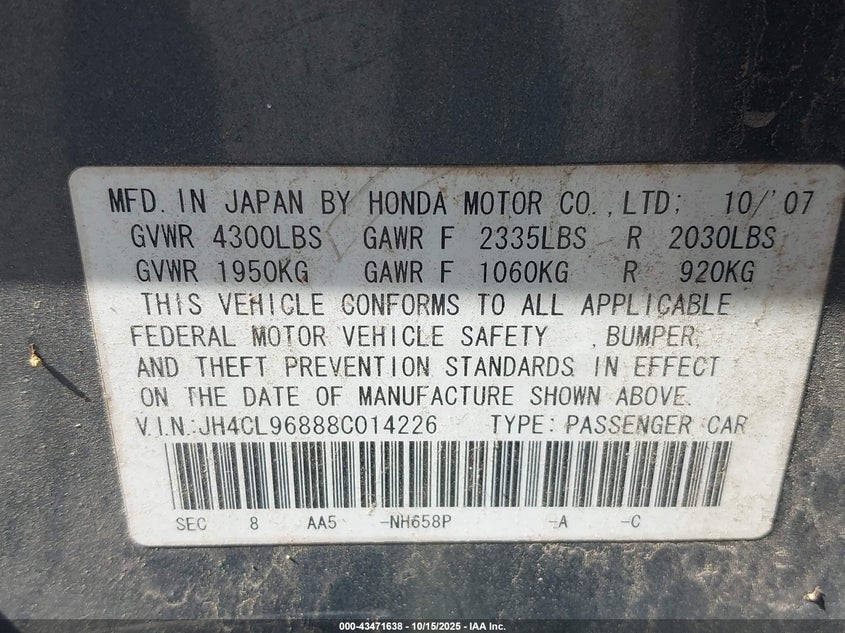 MFD. IN JAPAN BY HONDA MOTOR CO., LTD; 10/'07
GVWR 4300LBS GAWR F 2335LBS R 2030LBS
GVWR 1950KG GAWR F 1060KG R 920KG
THIS VEHICLE CONFORMS TO ALL APPLICABLE
FEDERAL MOTOR VEHICLE SAFETY , BUMPER,
AND THEFT PREVENTION STANDARDS IN EFFECT
ON THE DATE OF MANUFACTURE SHOWN ABOVE.
V.I.N.:JH4CL96888C014226 TYPE: PASSENGER CAR
SEC 8 AA5 -NH658P -A -C
000-43471638 - 10/15/2025 - IAA Inc.